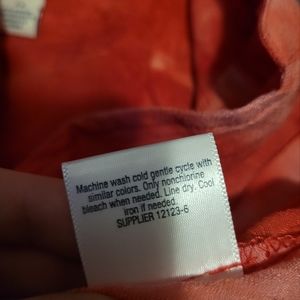 Machine wash cold gentle cycle with
similar colors. Only nonchlorine
bleach when needed. Line dry. Cool
iron if needed.
SUPPLIER 12123-6